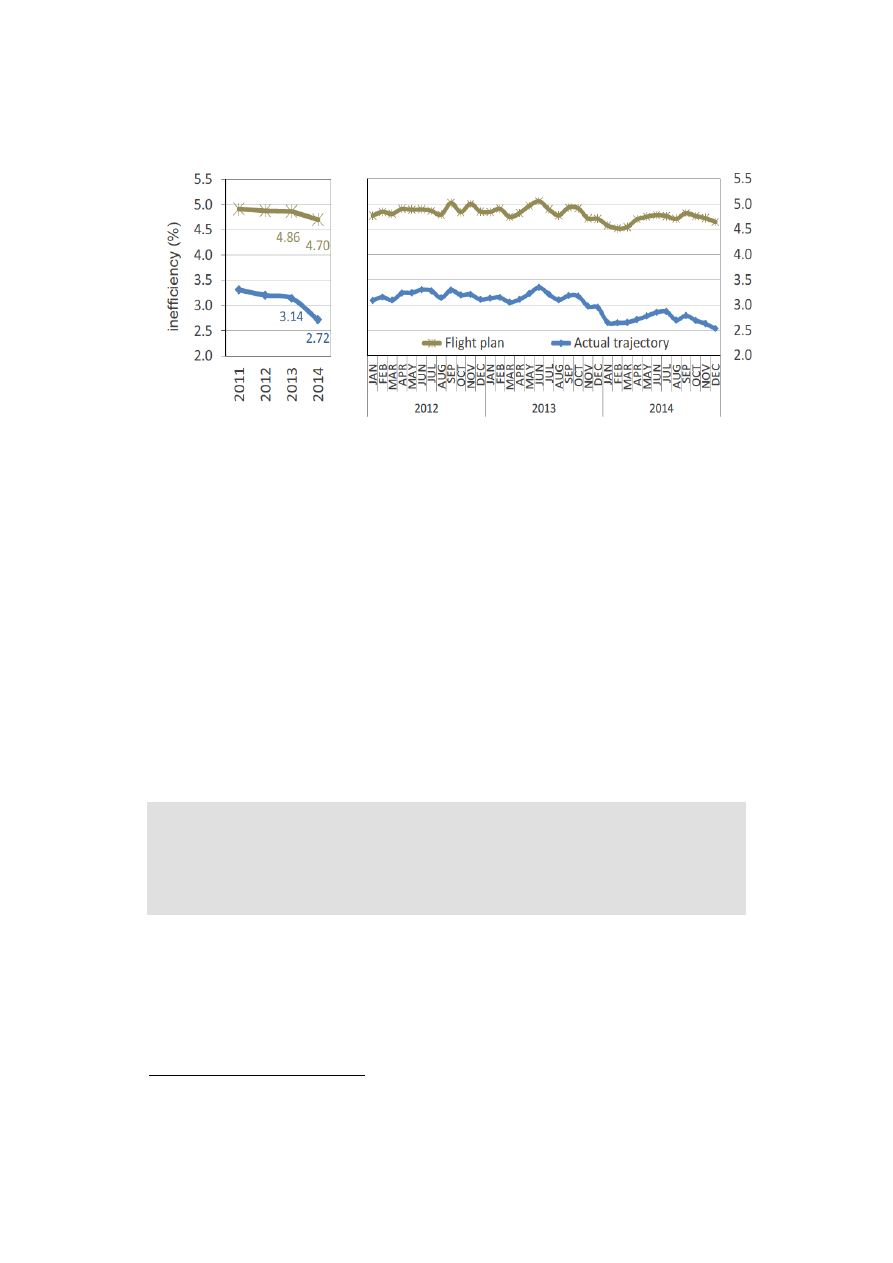 5.5
5.0
4.5
4.0
3.5
3.0
2.5
2.0
inefficiency (%)
4.86
4.70
3.14
2.72
2011
2012
2013
2014
5.5
5.0
4.5
4.0
3.5
3.0
2.5
2.0
Flight plan
Actual trajectory
JAN
FEB
MAR
APR
MAY
JUN
JUL
AUG
SEP
OCT
NOV
DEC
JAN
FEB
MAR
APR
MAY
JUN
JUL
AUG
SEP
OCT
NOV
DEC
JAN
FEB
MAR
APR
MAY
JUN
JUL
AUG
SEP
OCT
NOV
DEC
2012
2013
2014